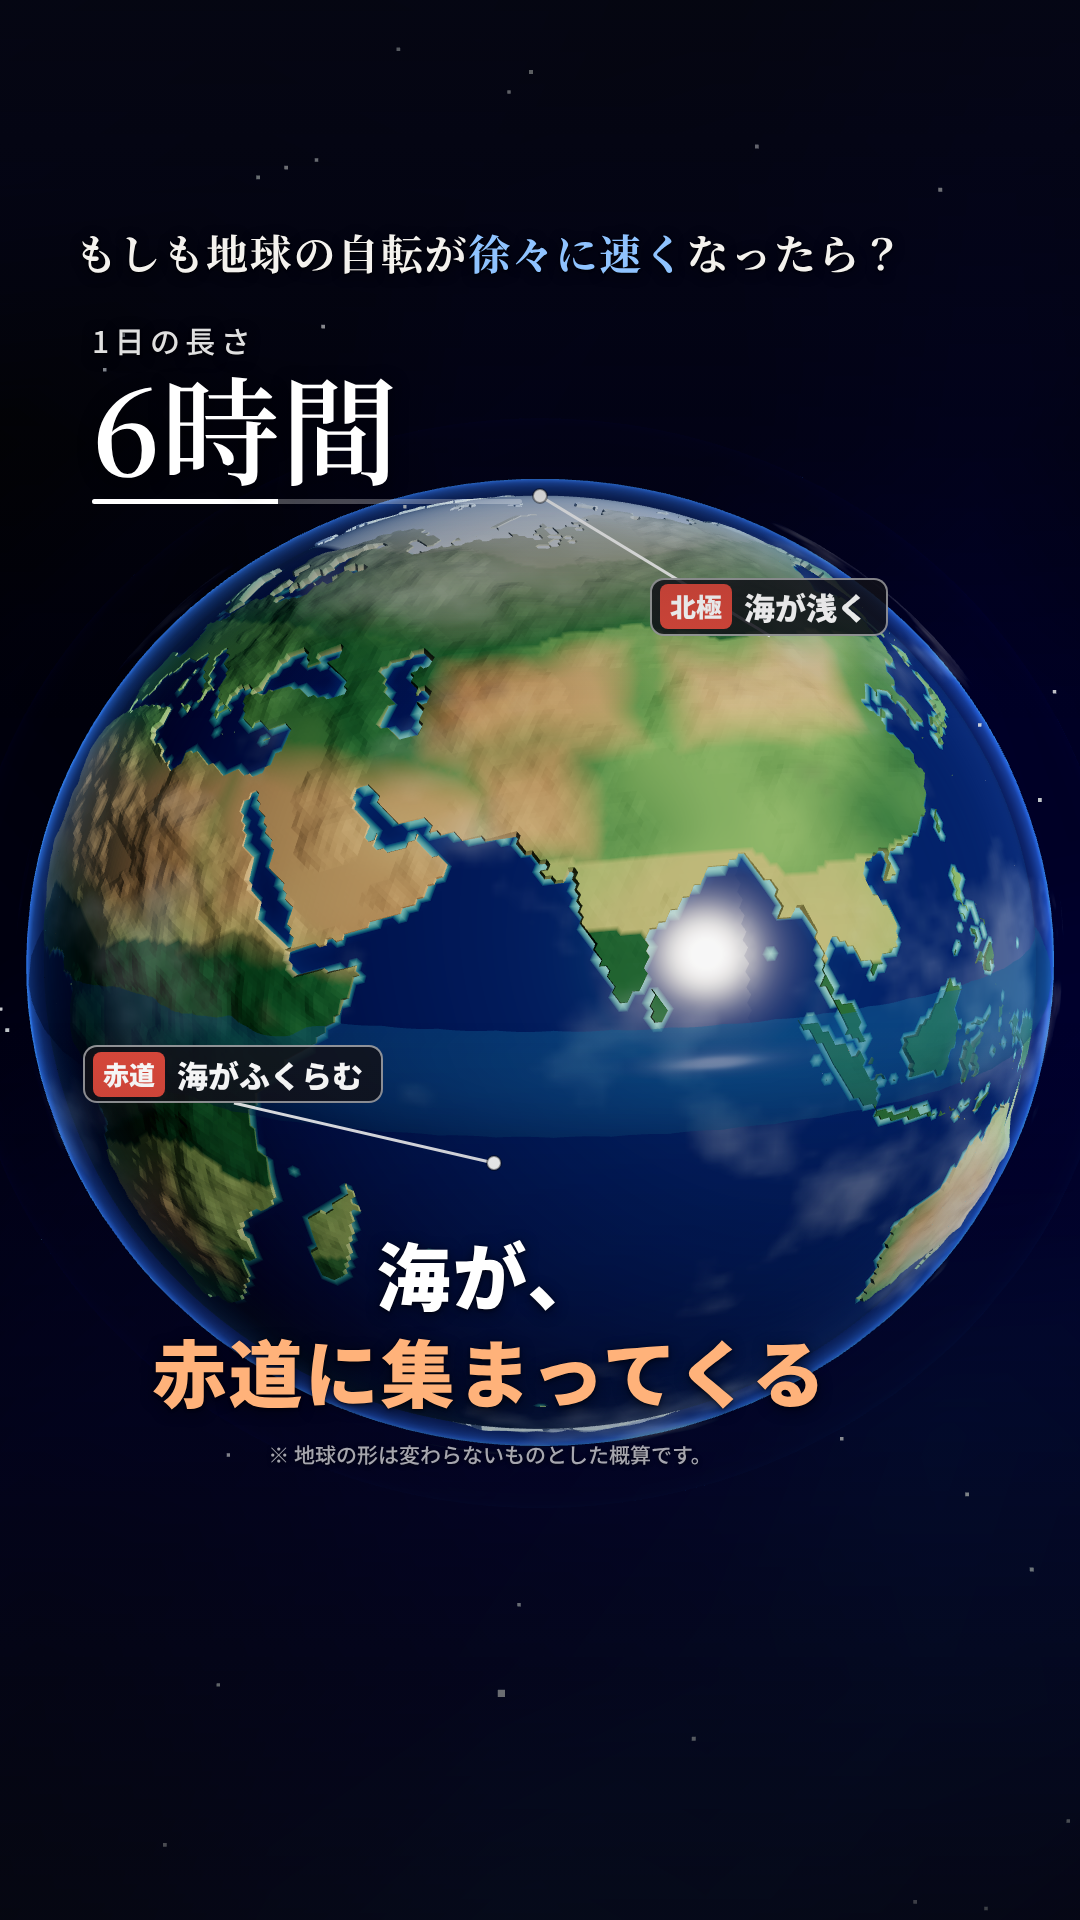 もしも地球の自転が徐々に速くなったら？
1日の長さ
6時間
北極 海が浅く
赤道 海がふくらむ
海が、
赤道に集まってくる
※ 地球の形は変わらないものとした概算です。